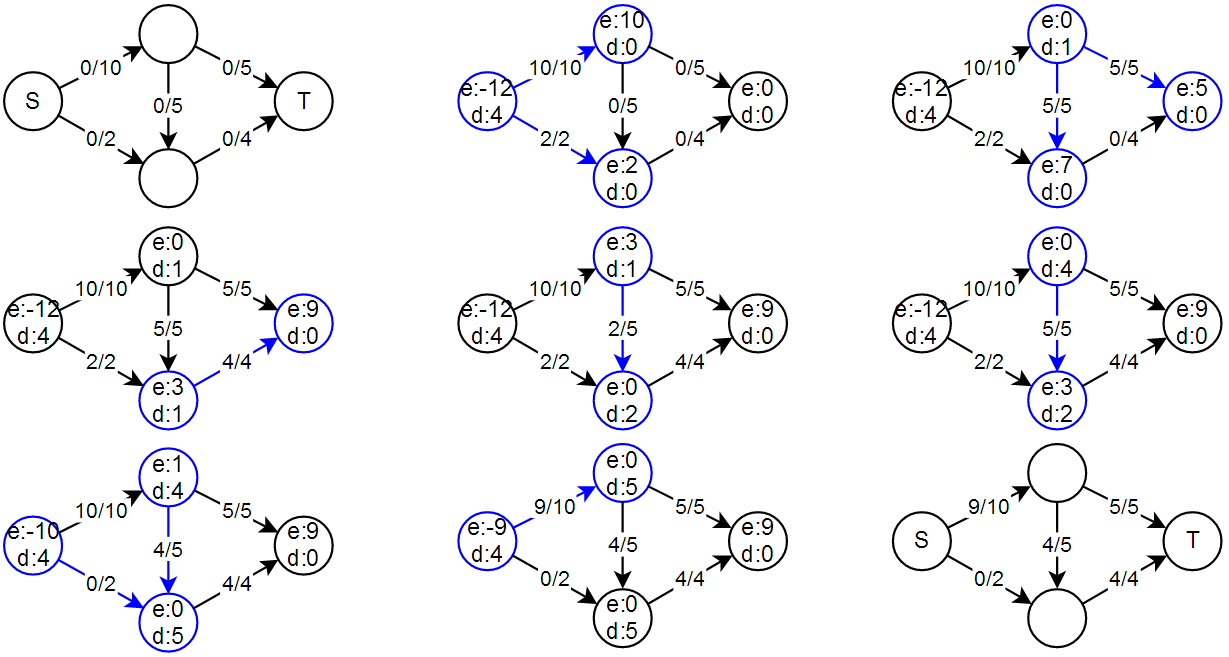 0/10
0/5
S
0/5
T
0/2
0/4
e:10
d:0
10/10
0/5
e:-12
d:4
0/5
e:0
d:0
2/2
0/4
e:2
d:0
e:0
d:1
10/10
5/5
e:-12
d:4
5/5
e:5
d:0
2/2
0/4
e:7
d:0
e:0
d:1
10/10
5/5
e:-12
d:4
5/5
e:9
d:0
2/2
4/4
e:3
d:1
e:3
d:1
10/10
5/5
e:-12
d:4
2/5
e:9
d:0
2/2
4/4
e:0
d:2
e:0
d:4
10/10
5/5
e:-12
d:4
5/5
e:9
d:0
2/2
4/4
e:3
d:2
e:1
d:4
10/10
5/5
e:-10
d:4
4/5
e:9
d:0
0/2
4/4
e:0
d:5
e:0
d:5
9/10
5/5
e:-9
d:4
4/5
e:9
d:0
0/2
4/4
e:0
d:5
9/10
5/5
S
4/5
T
0/2
4/4